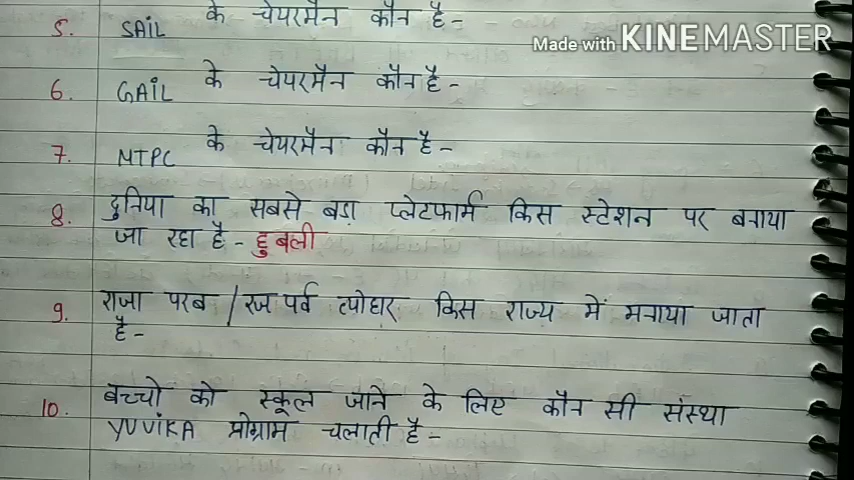 5. SAIL के चेयरमैन कौन है-
Made with KINEMASTER
6. GAIL के चेयरमैन कौन है-
7. NTPC के चेयरमैन कौन है-
8. दुनिया का सबसे बड़ा प्लेटफार्म किस स्टेशन पर बनाया
जा रहा है- हुबली
9. राजा परब / रज पर्व त्योहार किस राज्य में मनाया जाता
है-
10. बच्चो को स्कूल जाने के लिए कौन सी संस्था
YUVIKA प्रोग्राम चलाती है-